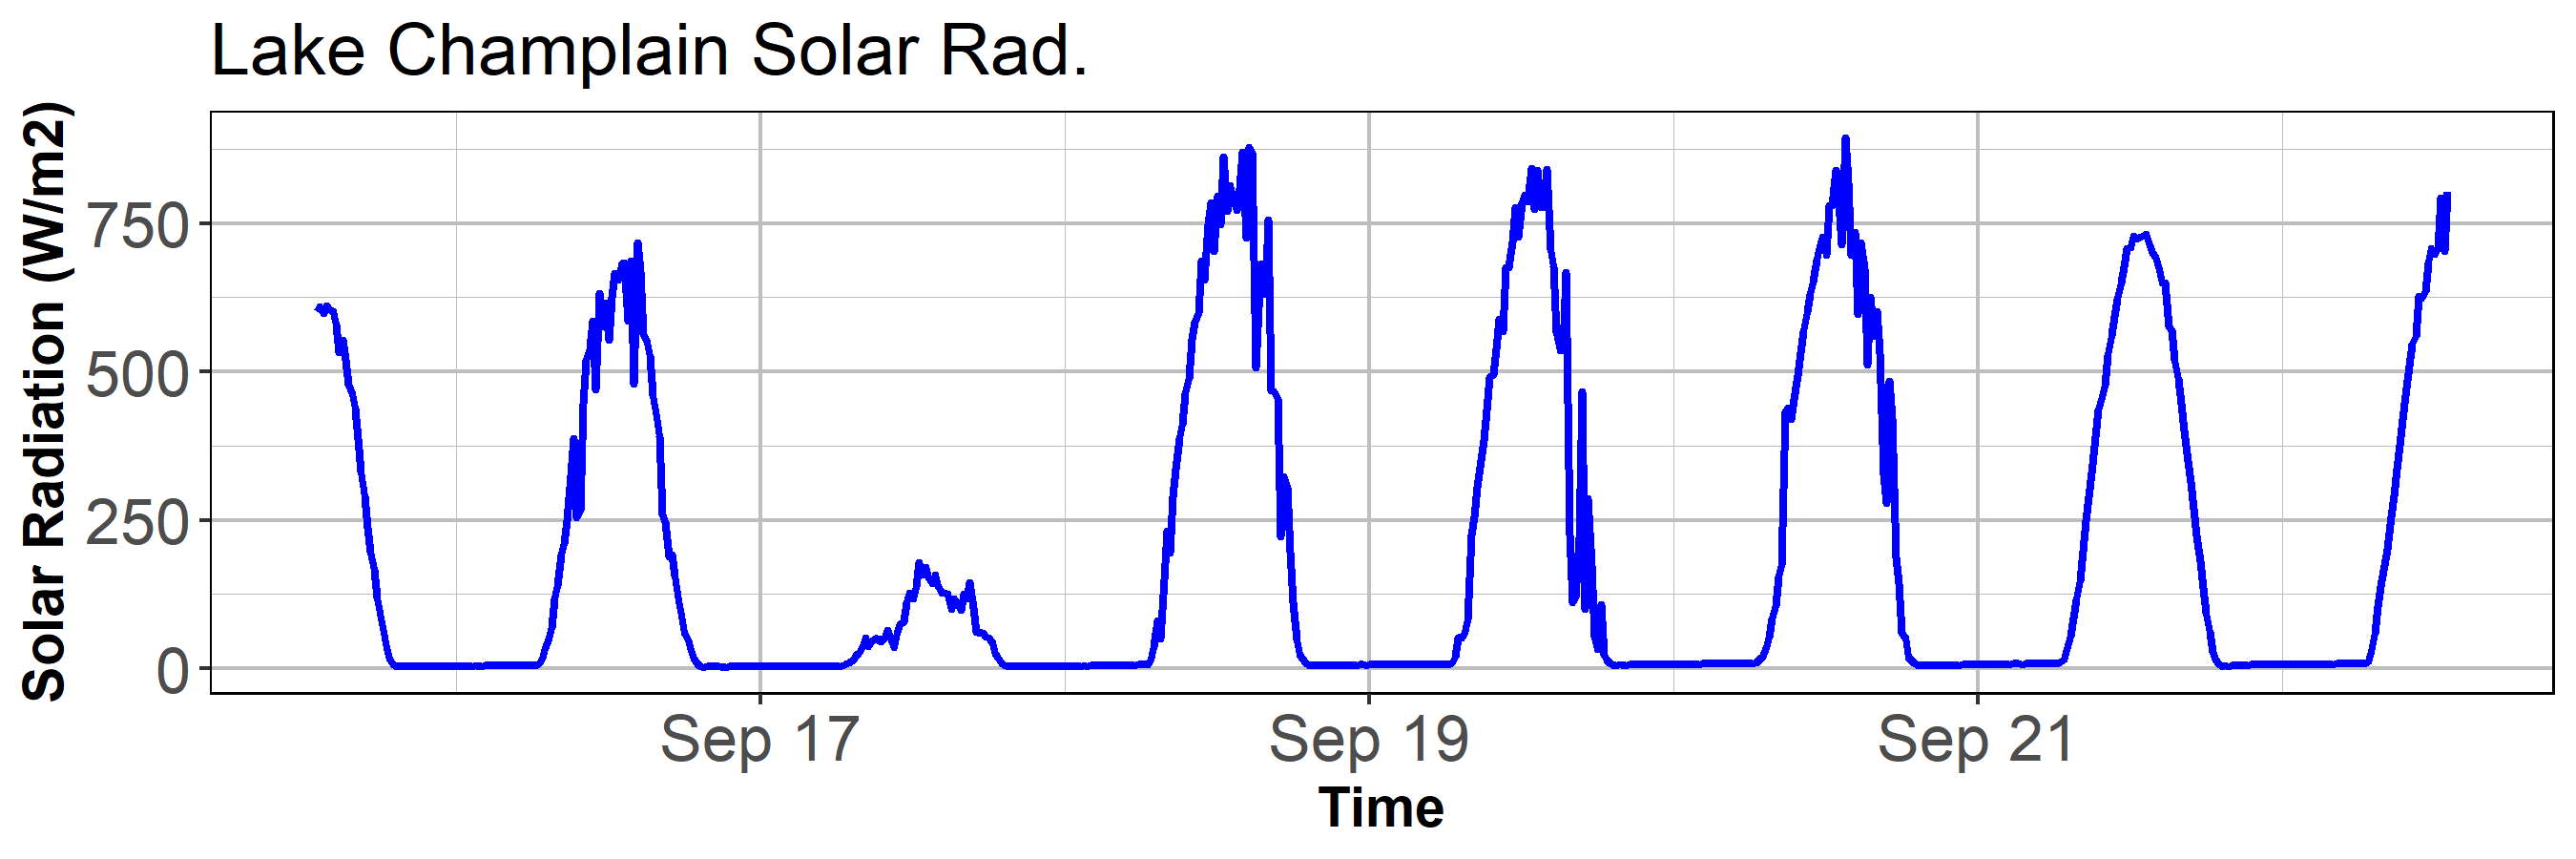 Lake Champlain Solar Rad.
Solar Radiation (W/m2)
750
500
250
0
Sep 17
Sep 19
Sep 21
Time